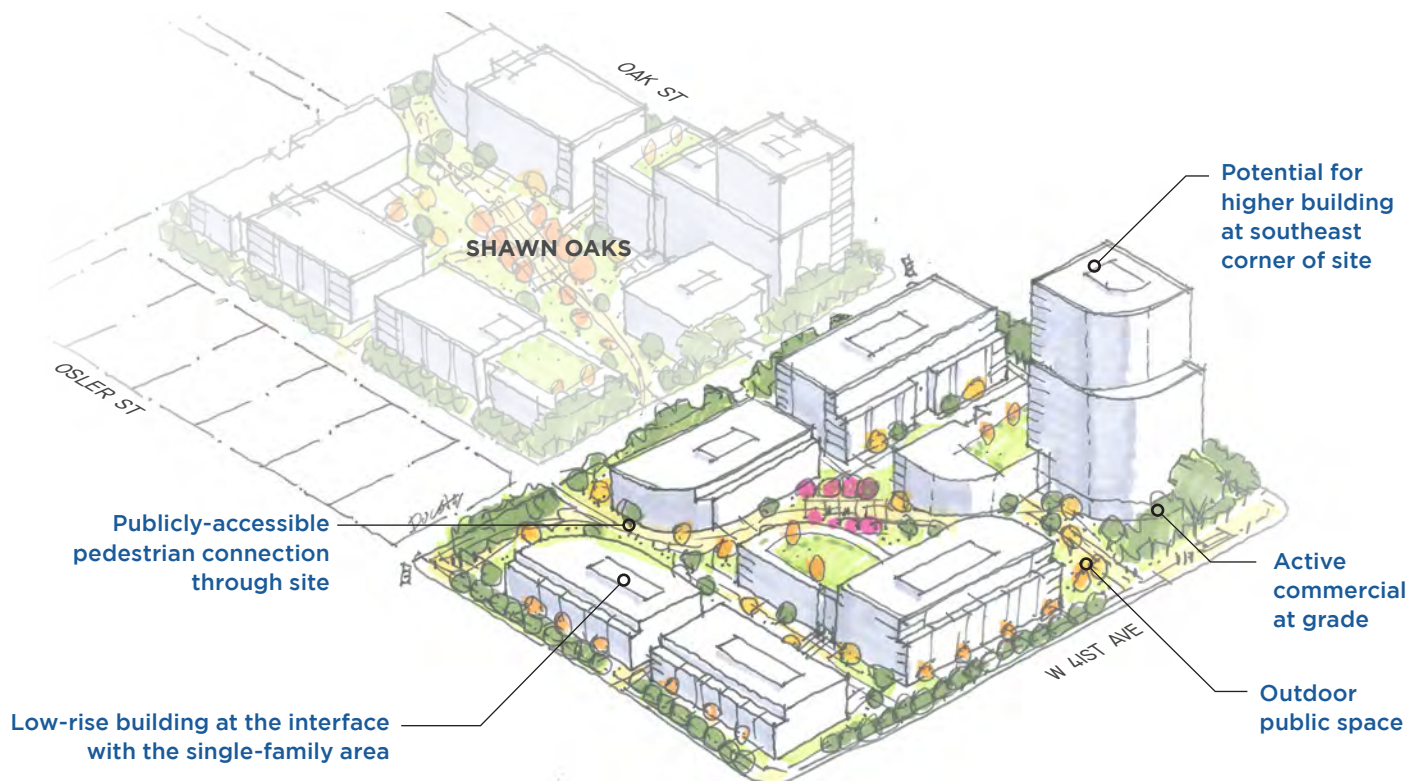 OAK ST
Potential for
higher building
at southeast
corner of site
SHAWN OAKS
OSLER ST
Publicly-accessible
pedestrian connection
through site
Active
commercial
at grade
W 41ST AVE
Outdoor
public space
Low-rise building at the interface
with the single-family area